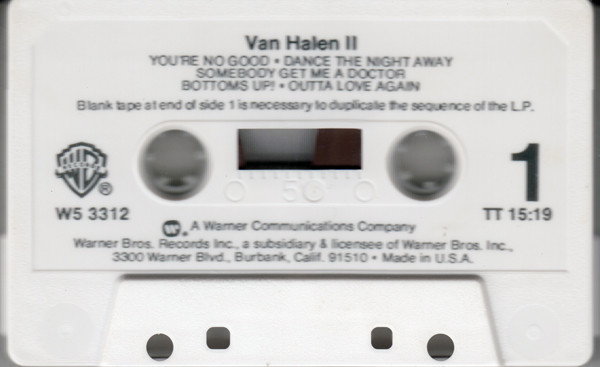 Van Halen II
YOU'RE NO GOOD • DANCE THE NIGHT AWAY
SOMEBODY GET ME A DOCTOR
BOTTOMS UP! • OUTTA LOVE AGAIN
Blank tape at end of side 1 is necessary to duplicate the sequence of the L.P.
WB
RECORDS
®
1
50
W5 3312
TT 15:19
A Warner Communications Company
Warner Bros. Records Inc., a subsidiary & licensee of Warner Bros. Inc.,
3300 Warner Blvd., Burbank, Calif. 91510 • Made in U.S.A.